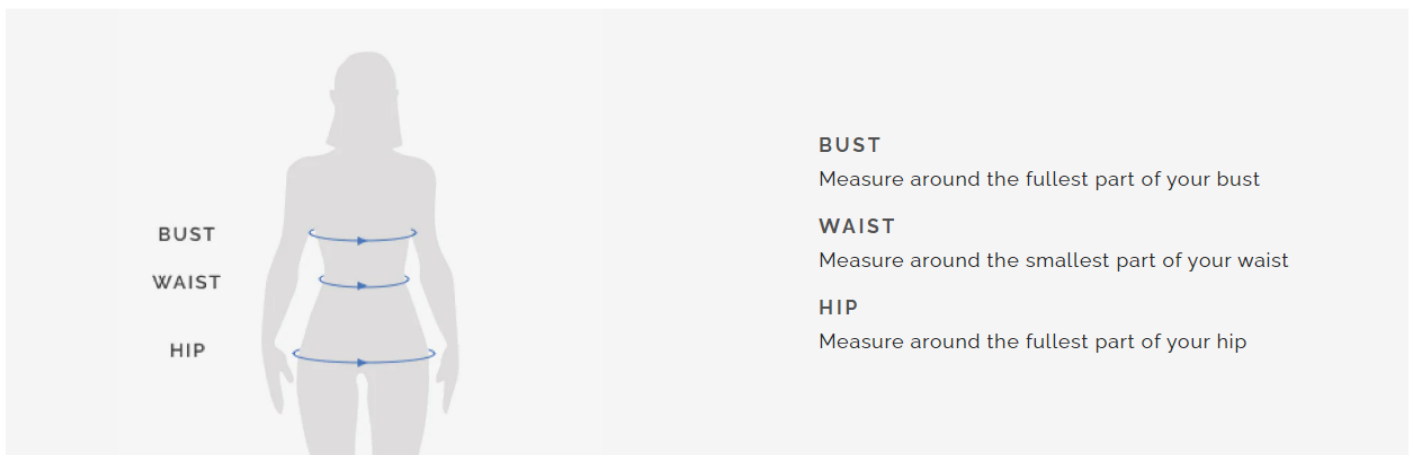 BUST
WAIST
HIP
BUST
Measure around the fullest part of your bust
WAIST
Measure around the smallest part of your waist
HIP
Measure around the fullest part of your hip